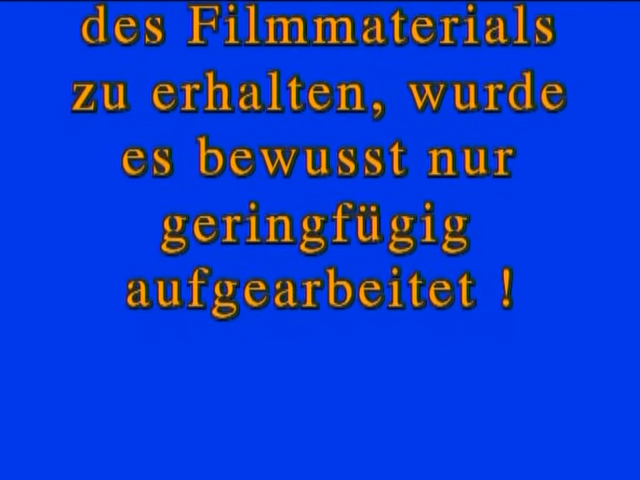 des Filmmaterials
zu erhalten, wurde
es bewusst nur
geringfügig
aufgearbeitet !